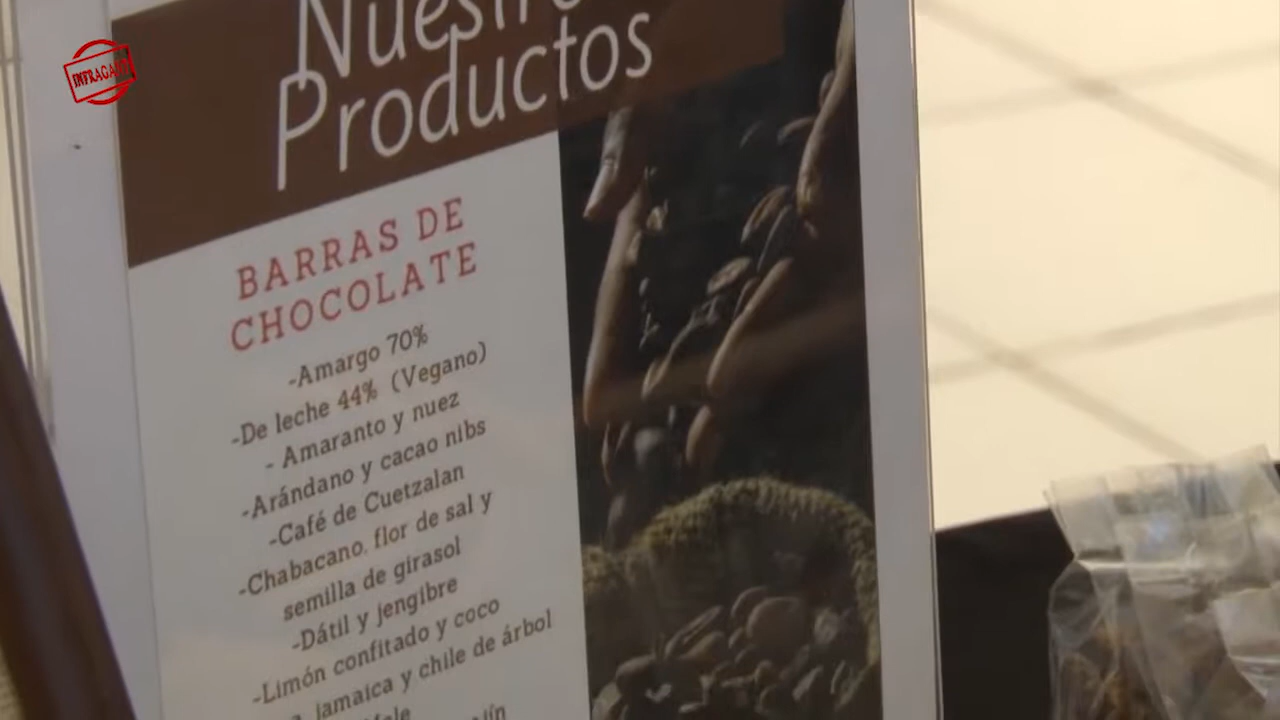 Nuestro
Productos
BARRAS DE
CHOCOLATE
-Amargo 70%
-De leche 44% (Vegano)
- Amaranto y nuez
-Arándano y cacao nibs
-Café de Cuetzalan
-Chabacano, flor de sal y
semilla de girasol
-Dátil y jengibre
-Limón confitado y coco
jamaica y chile de árbol